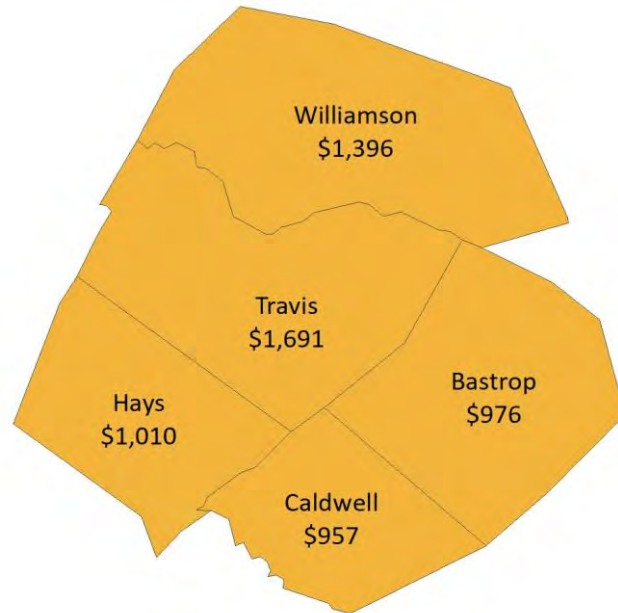 Williamson
$1,396
Travis
$1,691
Hays
$1,010
Bastrop
$976
Caldwell
$957